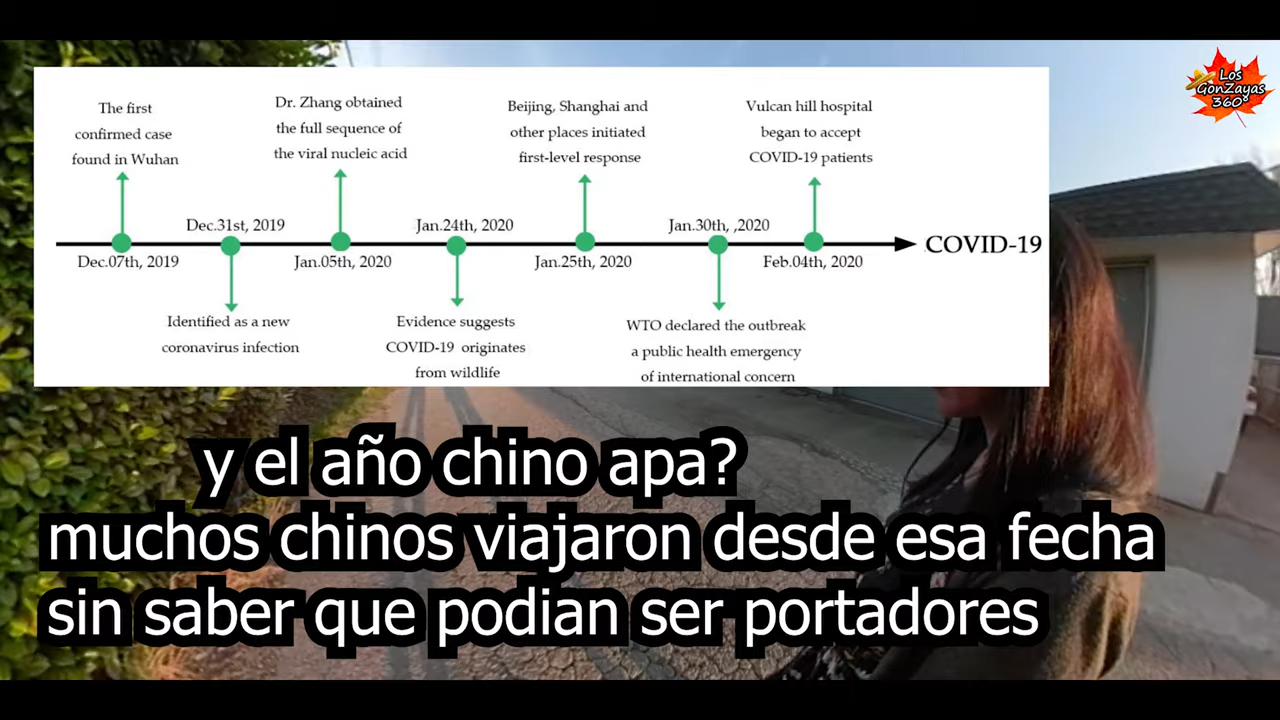 Los
GonZayas
360°
The first
confirmed case
found in Wuhan
Dec.07th, 2019
Dec.31st, 2019
Identified as a new
coronavirus infection
Dr. Zhang obtained
the full sequence of
the viral nucleic acid
Jan.05th, 2020
Jan.24th, 2020
Evidence suggests
COVID-19 originates
from wildlife
Beijing, Shanghai and
other places initiated
first-level response
Jan.25th, 2020
Jan.30th, ,2020
WTO declared the outbreak
a public health emergency
of international concern
Vulcan hill hospital
began to accept
COVID-19 patients
Feb.04th, 2020
COVID-19
y el año chino apa?
muchos chinos viajaron desde esa fecha
sin saber que podian ser portadores